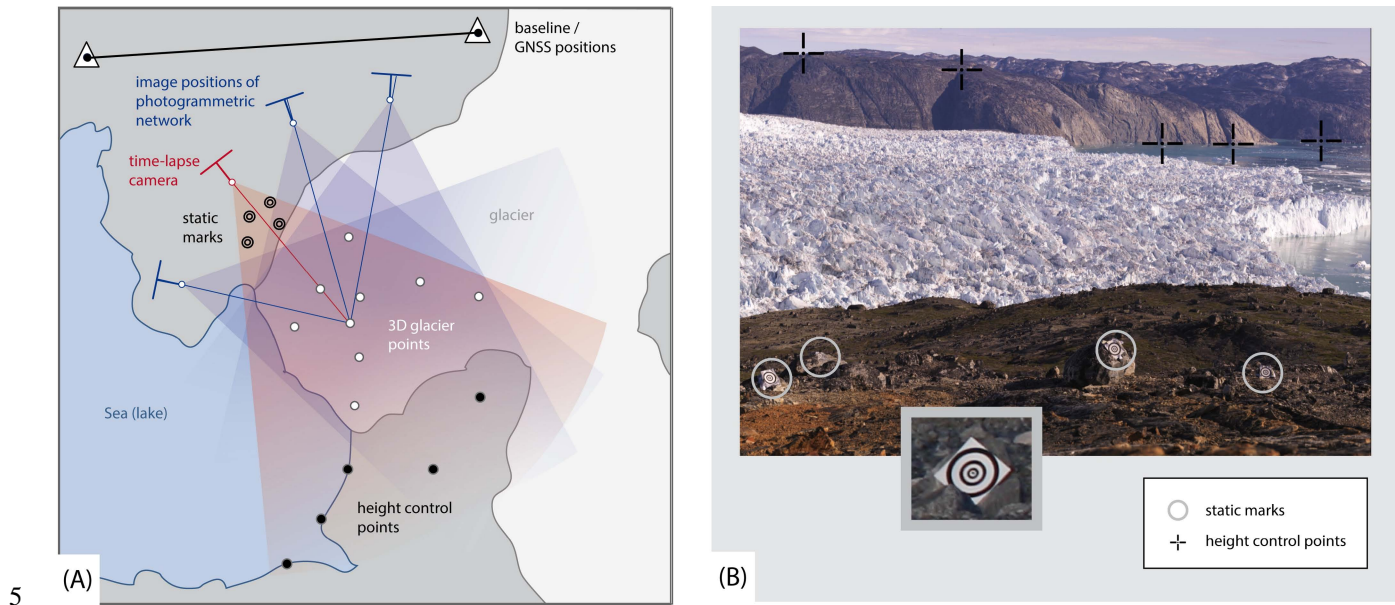 baseline /
GNSS positions
image positions of
photogrammetric
network
time-lapse
camera
static
marks
glacier
3D glacier
points
Sea (lake)
height control
points
5
(A)
(B)
static marks
height control points